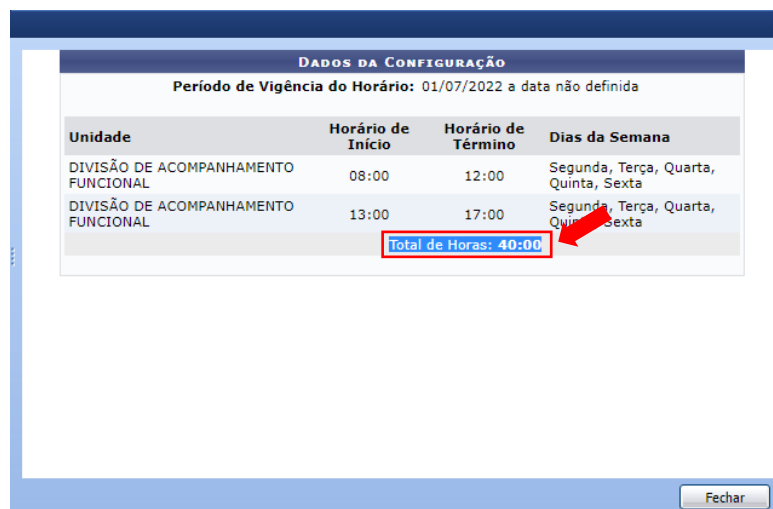 Dados da Configuração
Período de Vigência do Horário: 01/07/2022 a data não definida
Unidade Horário de Início Horário de Término Dias da Semana
DIVISÃO DE ACOMPANHAMENTO FUNCIONAL 08:00 12:00 Segunda, Terça, Quarta, Quinta, Sexta
DIVISÃO DE ACOMPANHAMENTO FUNCIONAL 13:00 17:00 Segunda, Terça, Quarta, Quinta, Sexta
Total de Horas: 40:00
Fechar